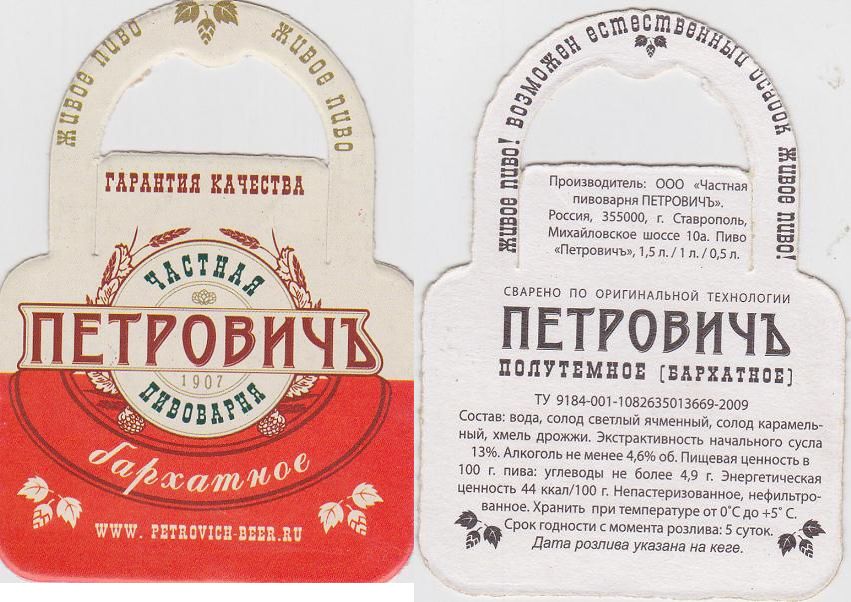 живое пиво
живое пиво
ГАРАНТИЯ КАЧЕСТВА
ЧАСТНАЯ
ПЕТРОВИЧЪ
1907
ПИВОВАРНЯ
бархатное
WWW. PETROVICH-BEER.RU
живое пиво! возможен естественный осадок живое пиво!
Производитель: ООО «Частная
пивоварня ПЕТРОВИЧЪ».
Россия, 355000, г. Ставрополь,
Михайловское шоссе 10а. Пиво
«Петровичъ», 1,5 л. / 1 л. / 0,5 л.
СВАРЕНО ПО ОРИГИНАЛЬНОЙ ТЕХНОЛОГИИ
ПЕТРОВИЧЪ
ПОЛУТЕМНОЕ (БАРХАТНОЕ)
ТУ 9184-001-1082635013669-2009
Состав: вода, солод светлый ячменный, солод карамель-
ный, хмель дрожжи. Экстрактивность начального сусла
13%. Алкоголь не менее 4,6% об. Пищевая ценность в
100 г. пива: углеводы не более 4,9 г. Энергетическая
ценность 44 ккал/100 г. Непастеризованное, нефильтро-
ванное. Хранить при температуре от 0˚С до +5˚ С.
Срок годности с момента розлива: 5 суток.
Дата розлива указана на кеге.